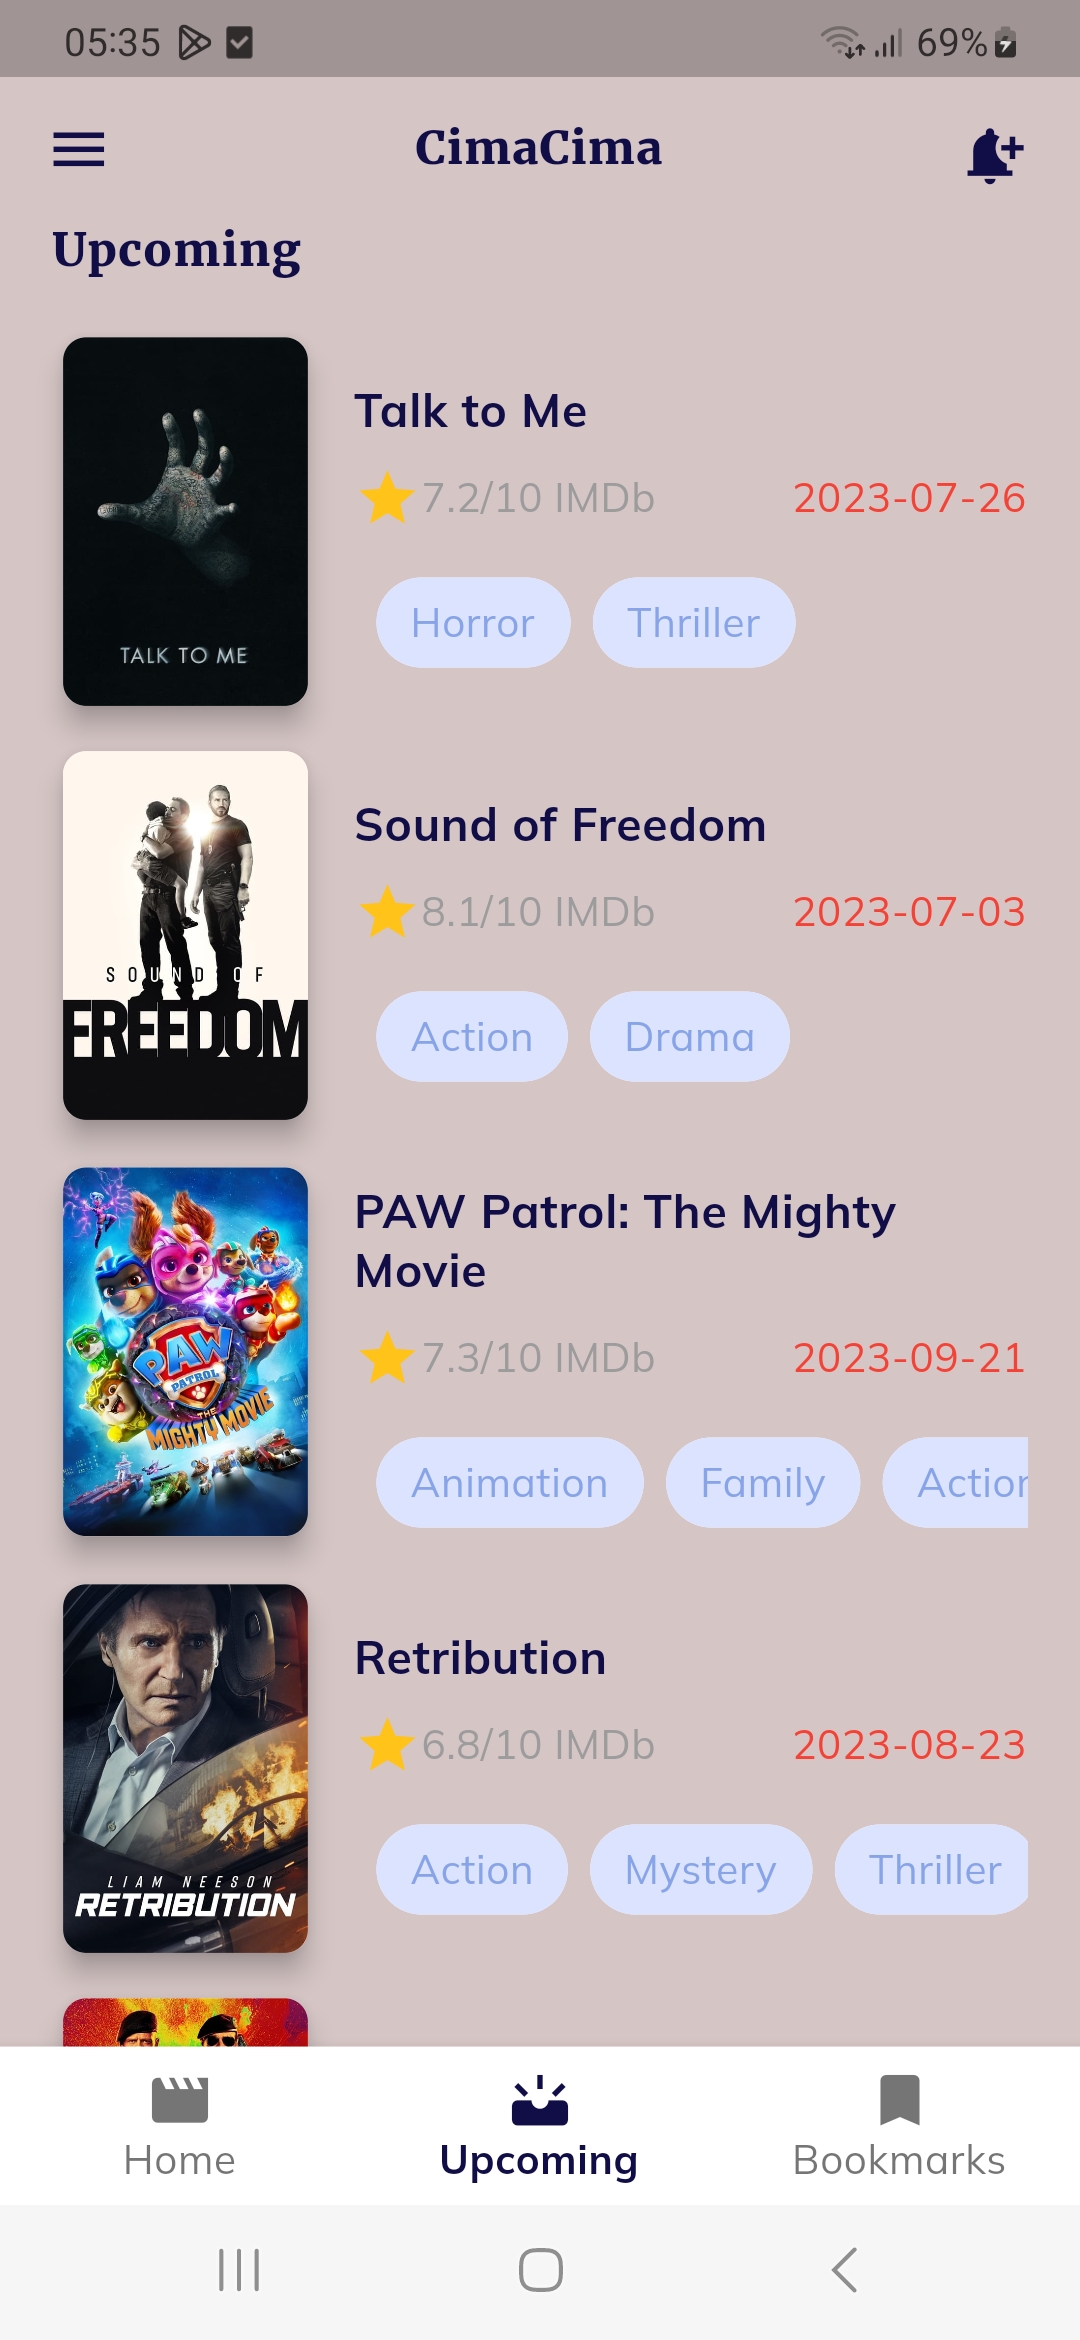 05:35
69%
CimaCima
Upcoming
TALK TO ME
Talk to Me
7.2/10 IMDb
2023-07-26
Horror
Thriller
SOUND OF
FREEDOM
Sound of Freedom
8.1/10 IMDb
2023-07-03
Action
Drama
PAW
PATROL
THE
MIGHTY MOVIE
PAW Patrol: The Mighty
Movie
7.3/10 IMDb
2023-09-21
Animation
Family
Action
LIAM NEESON
RETRIBUTION
Retribution
6.8/10 IMDb
2023-08-23
Action
Mystery
Thriller
Home
Upcoming
Bookmarks